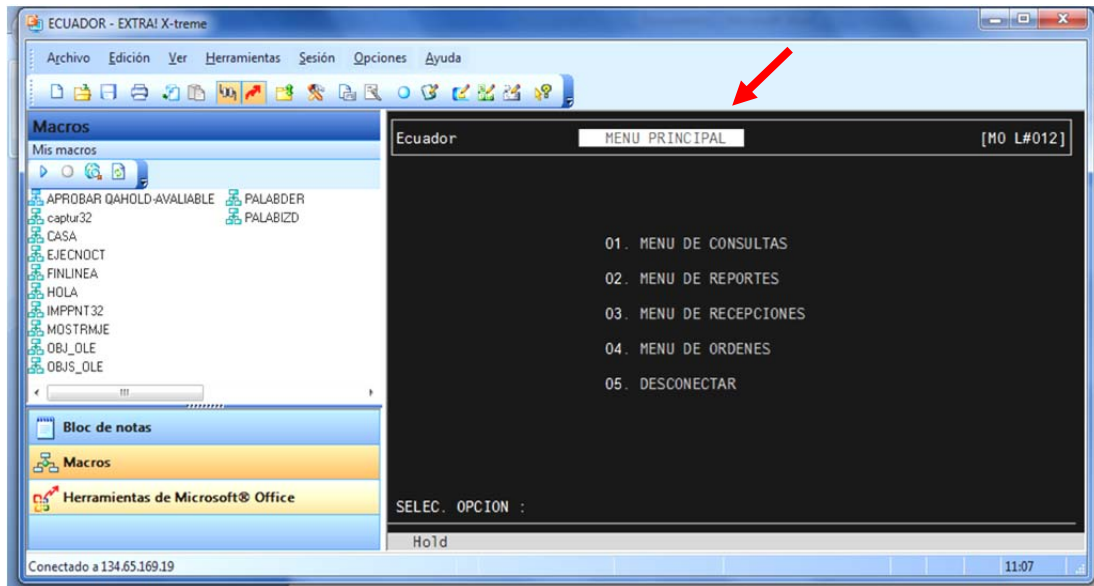 ECUADOR - EXTRA! X-treme
Archivo Edición Ver Herramientas Sesión Opciones Ayuda
Macros
Mis macros
APROBAR QAHOLD-AVALIABLE PALABDER
captur32 PALABIZD
CASA
EJECNOCT
FINLINEA
HOLA
IMPPNT32
MOSTRMJE
OBJ_OLE
OBJS_OLE
Bloc de notas
Macros
Herramientas de Microsoft® Office
Ecuador MENU PRINCIPAL [MO L#012]
01. MENU DE CONSULTAS
02. MENU DE REPORTES
03. MENU DE RECEPCIONES
04. MENU DE ORDENES
05. DESCONECTAR
SELEC. OPCION :
Hold
Conectado a 134.65.169.19 11:07